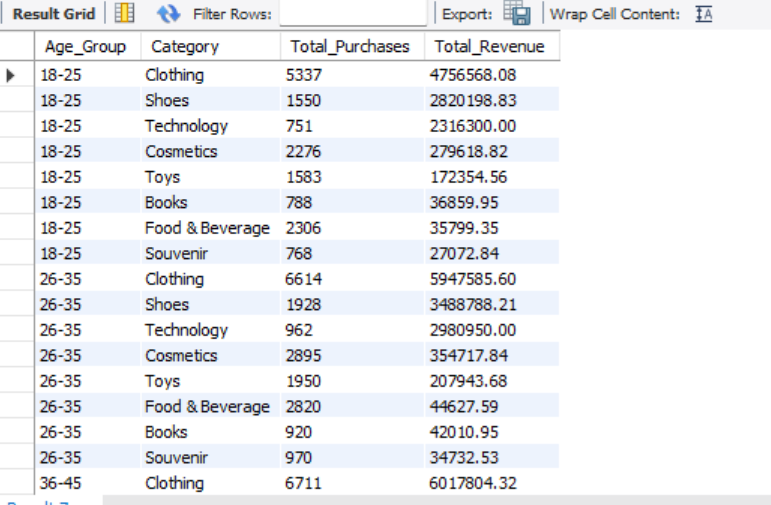 Result Grid Filter Rows: Export: Wrap Cell Content: IA
Age_Group Category Total_Purchases Total_Revenue
18-25 Clothing 5337 4756568.08
18-25 Shoes 1550 2820198.83
18-25 Technology 751 2316300.00
18-25 Cosmetics 2276 279618.82
18-25 Toys 1583 172354.56
18-25 Books 788 36859.95
18-25 Food & Beverage 2306 35799.35
18-25 Souvenir 768 27072.84
26-35 Clothing 6614 5947585.60
26-35 Shoes 1928 3488788.21
26-35 Technology 962 2980950.00
26-35 Cosmetics 2895 354717.84
26-35 Toys 1950 207943.68
26-35 Food & Beverage 2820 44627.59
26-35 Books 920 42010.95
26-35 Souvenir 970 34732.53
36-45 Clothing 6711 6017804.32